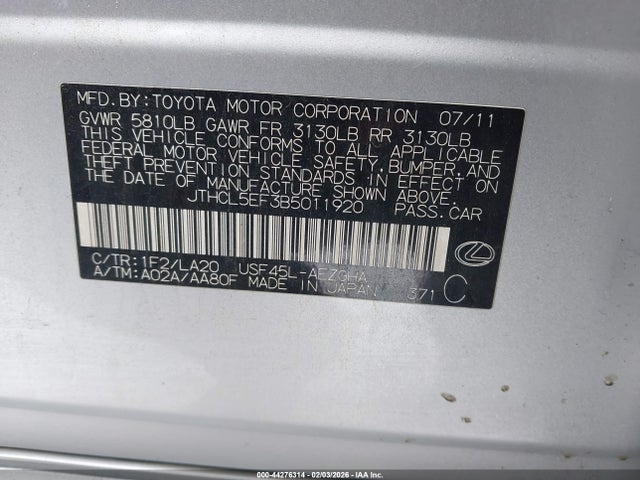 MFD.BY:TOYOTA MOTOR CORPORATION 07/11
GVWR 5810LB GAWR FR 3130LB RR 3130LB
THIS VEHICLE CONFORMS TO ALL APPLICABLE
FEDERAL MOTOR VEHICLE SAFETY,BUMPER,AND
THEFT PREVENTION STANDARDS IN EFFECT ON
THE DATE OF MANUFACTURE SHOWN ABOVE.
JTHCL5EF3B5011920 PASS.CAR
C/TR:1F2/LA20 USF45L-AEZGHA
A/TM:A02A/AA80F MADE IN JAPAN 371 C
000-44276314 - 02/03/2026 - IAA Inc.